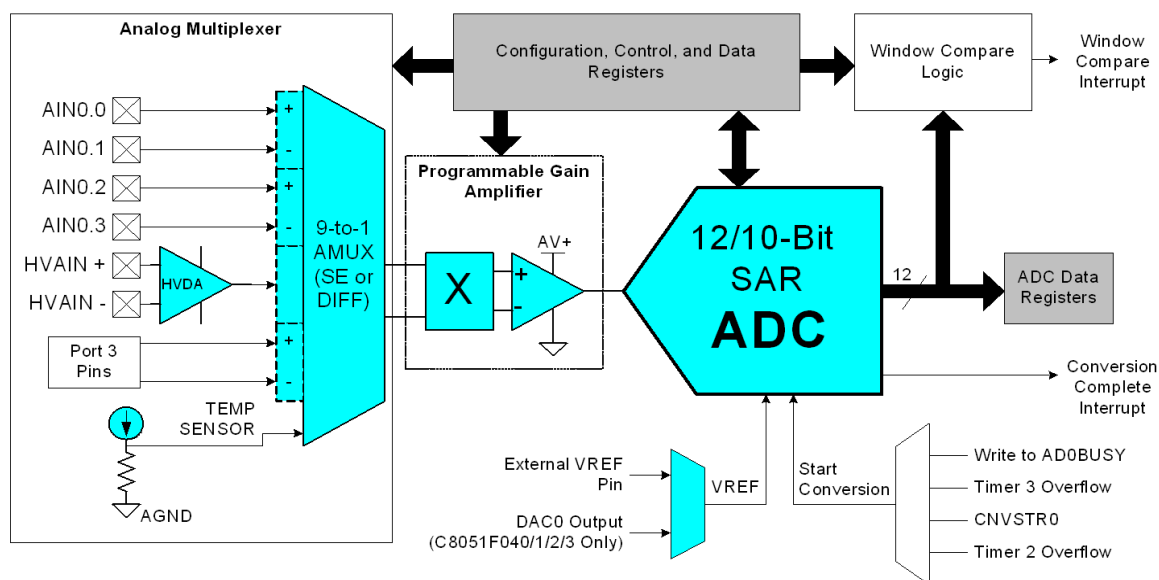 Analog Multiplexer
AIN0.0
AIN0.1
AIN0.2
AIN0.3
HVAIN +
HVAIN -
HVDA
Port 3
Pins
+
-
+
-
+
-
9-to-1
AMUX
(SE or
DIFF)
TEMP
SENSOR
AGND
Configuration, Control, and Data
Registers
Programmable Gain
Amplifier
X
+
-
AV+
12/10-Bit
SAR
ADC
Window Compare
Logic
Window
Compare
Interrupt
12
ADC Data
Registers
Conversion
Complete
Interrupt
External VREF
Pin
DAC0 Output
(C8051F040/1/2/3 Only)
VREF
Start
Conversion
Write to AD0BUSY
Timer 3 Overflow
CNVSTR0
Timer 2 Overflow